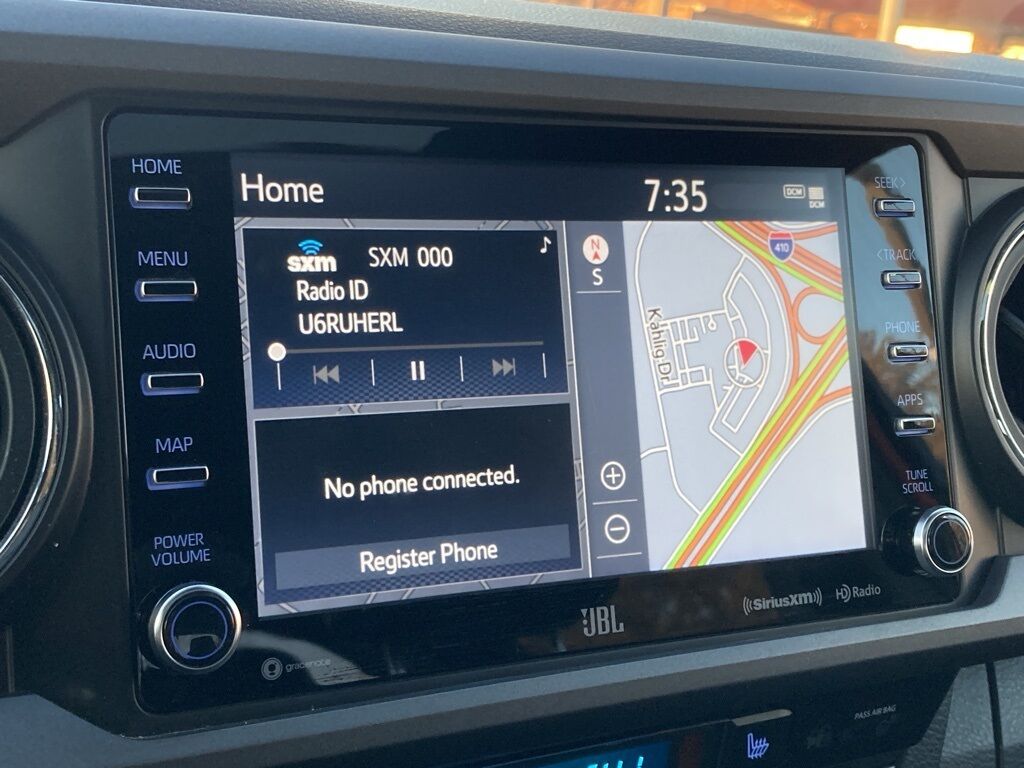 HOME
MENU
AUDIO
MAP
POWER
VOLUME
Home
7:35
DCM
DCM
sxm
SXM 000
Radio ID
U6RUHERL
No phone connected.
Register Phone
N
S
410
Kahlig Dr
SEEK>
<TRACK
PHONE
APPS
TUNE
SCROLL
gracenote
JBL
((SiriusXM))
HD Radio
PASS AIR BAG